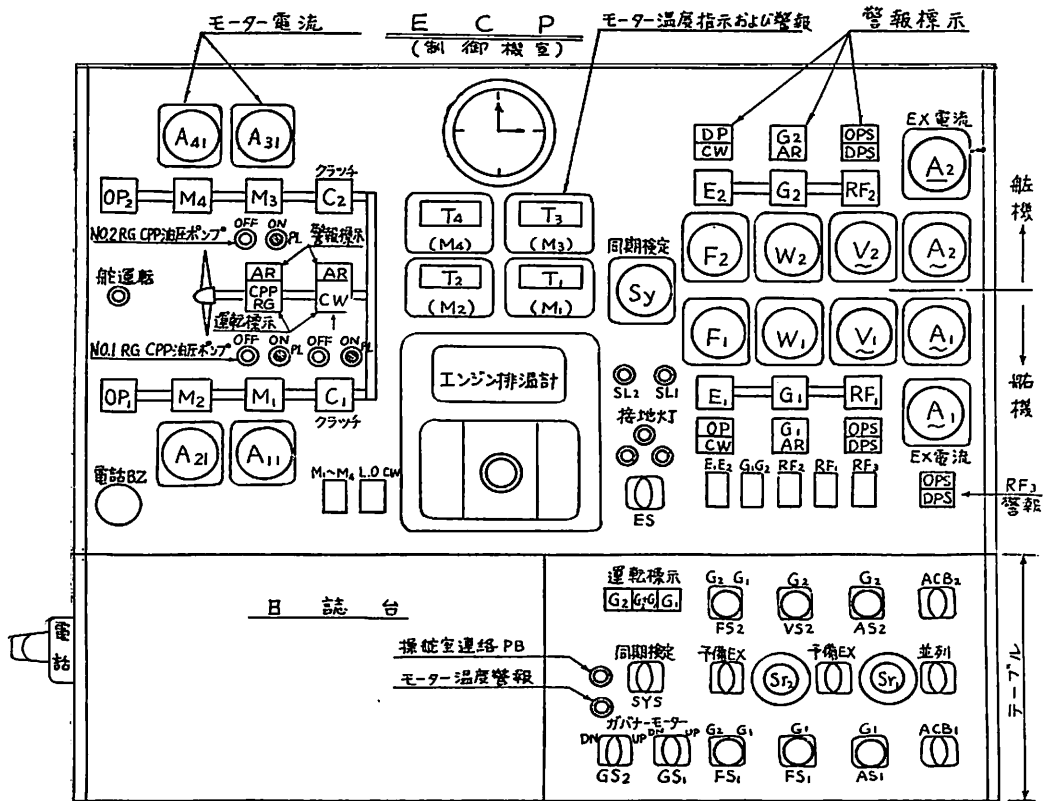 モーター電流
E C P
(制御機室)
モーター温度指示および警報
警報標示
A41 A31
DP
CW
G2
AR
OPS
DPS
EX電流
A2
クラッチ
OP2 M4 M3 C2
E2 G2 RF2
NO.2 RG CPP油圧ポンプ OFF ON PL
警報標示
T4
(M4)
T3
(M3)
同期検定
F2 W2 V2 A2
舵運転
AR
CPP
RG
AR
CW
T2
(M2)
T1
(M1)
Sy
運転標示
F1 W1 V1 A1
NO.1 RG CPP油圧ポンプ OFF ON PL OFF ON PL
エンジン排温計
SL2 SL1
OP1 M2 M1 C1
クラッチ
E1 G1 RF1
A1
接地灯
OP
CW
G1
AR
OPS
DPS
EX電流
A21 A11
電話BZ
M1~M4 L.O CW
E1E2 G1G2 RF2 RF1 RF3
OPS
DPS
RF3
警報
ES
機
機
日誌台
運転標示
G2 G1+G2 G1
G2 G1
FS2
G2
VS2
G2
AS2
ACB2
電話
操舵室連絡PB
同期検定
SYS
予備EX
Sr2
予備EX
Sr1
並列
テーブル
モーター温度警報
ガバナーモーター
DN UP DN UP
GS2 GS1
G2 G1
FS1
G1
FS1
G1
AS1
ACB1